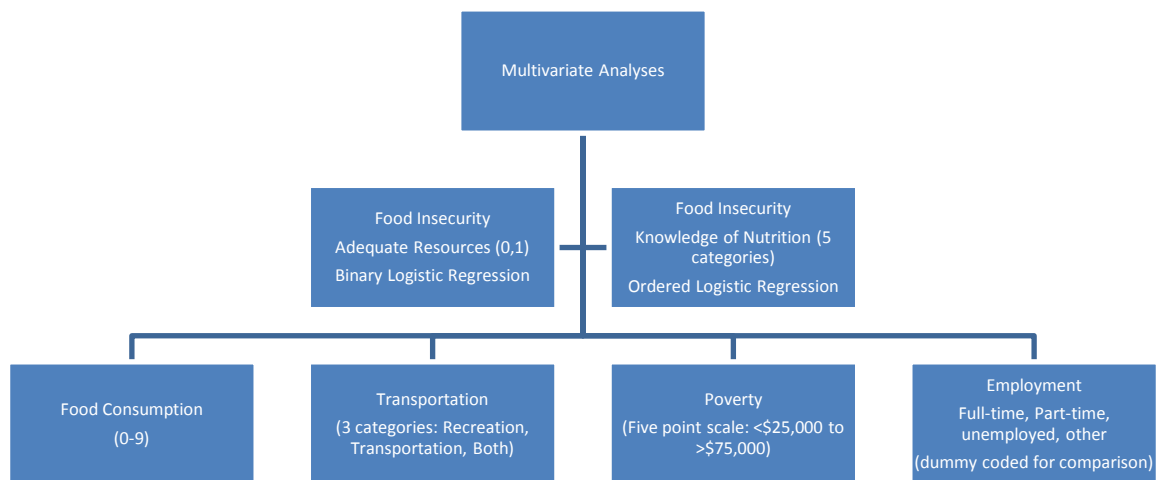 Multivariate Analyses
Food Insecurity
Adequate Resources (0,1)
Binary Logistic Regression
Food Insecurity
Knowledge of Nutrition (5
categories)
Ordered Logistic Regression
Food Consumption
(0-9)
Transportation
(3 categories: Recreation,
Transportation, Both)
Poverty
(Five point scale: <$25,000 to
>$75,000)
Employment
Full-time, Part-time,
unemployed, other
(dummy coded for comparison)